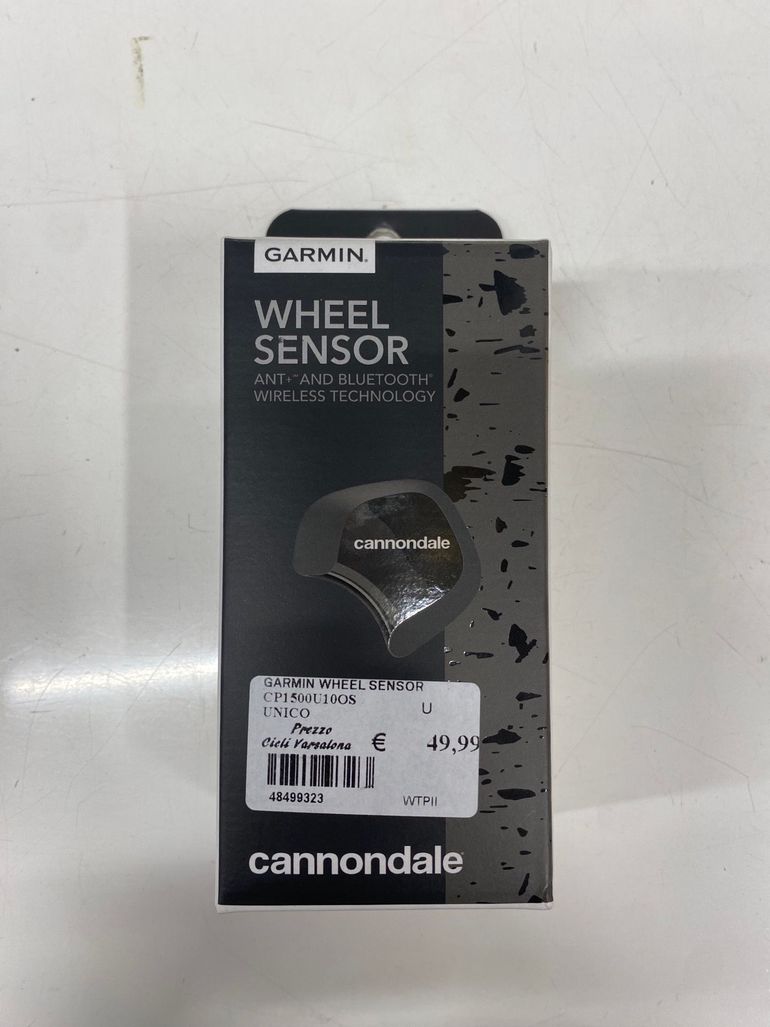 GARMIN.
WHEEL
SENSOR
ANT+™ AND BLUETOOTH®
WIRELESS TECHNOLOGY
cannondale
GARMIN WHEEL SENSOR
CP1500U10OS
UNICO U
Prezzo
Cicli Varsalona € 49,99
48499323 WTPII
cannondale